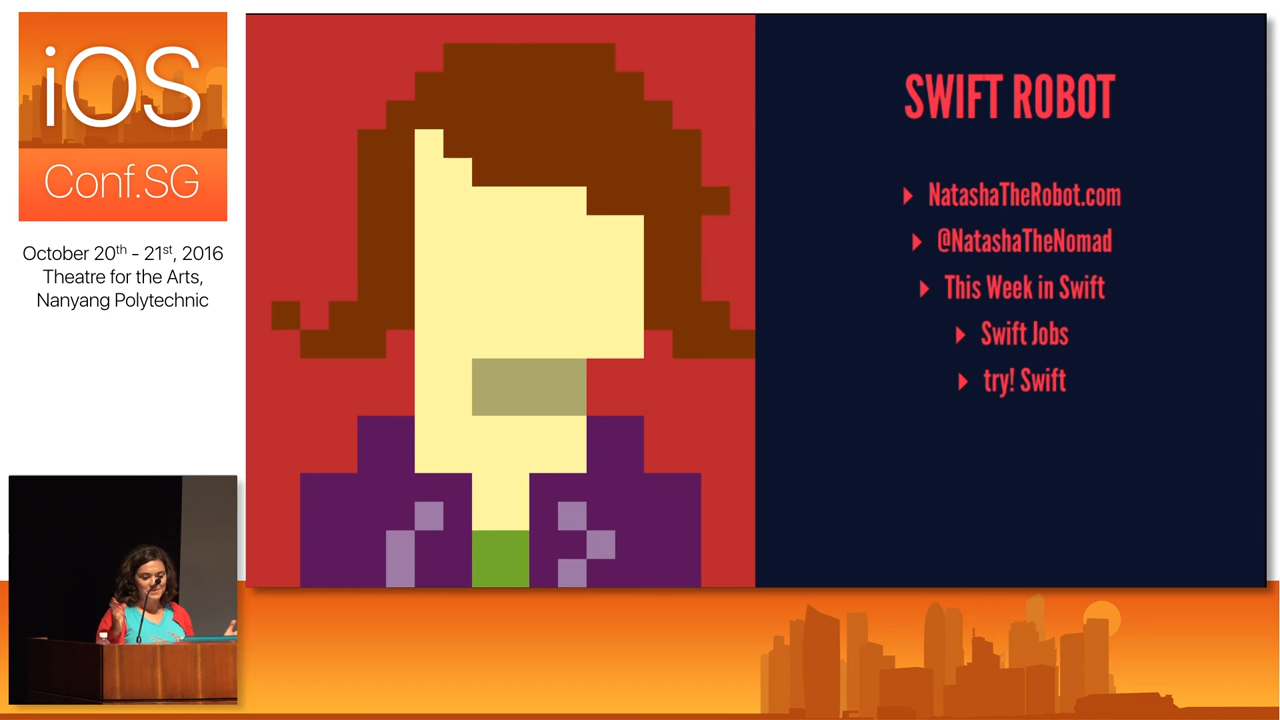 iOS
Conf.SG
October 20th - 21st, 2016
Theatre for the Arts,
Nanyang Polytechnic
SWIFT ROBOT
NatashaTheRobot.com
@NatashaTheNomad
This Week in Swift
Swift Jobs
try! Swift